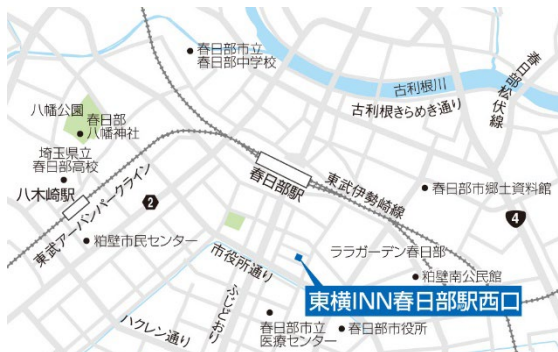 春日部市立
春日部中学校
古利根川
古利根きらめき通り
春日部松伏線
八幡公園
春日部
八幡神社
埼玉県立
春日部高校
八木崎駅
東武アーバンパークライン
2
春日部駅
東武伊勢崎線
春日部市郷土資料館
4
粕壁市民センター
市役所通り
ララガーデン春日部
粕壁南公民館
東横INN春日部駅西口
ふじどおり
ハクレン通り
春日部市立
医療センター
春日部市役所